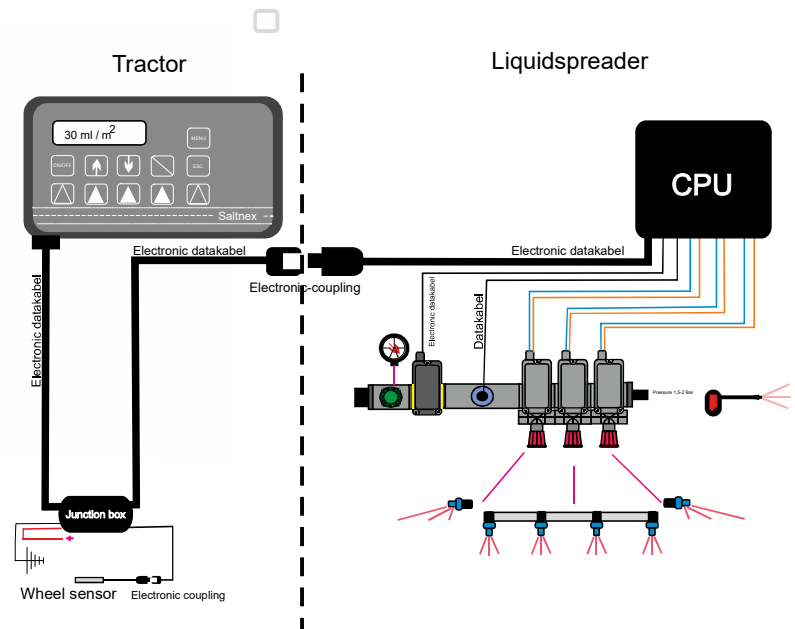 Tractor
Liquidspreader
30 ml / m2
MENU
ON/OFF
ESC
Saltnex
CPU
Electronic datakabel
Electronic datakabel
Electronic-coupling
Electronic datakabel
Electronic datakabel
Datakabel
Pressure 1,5-2 Bar
Junction box
+
Wheel sensor
Electronic coupling